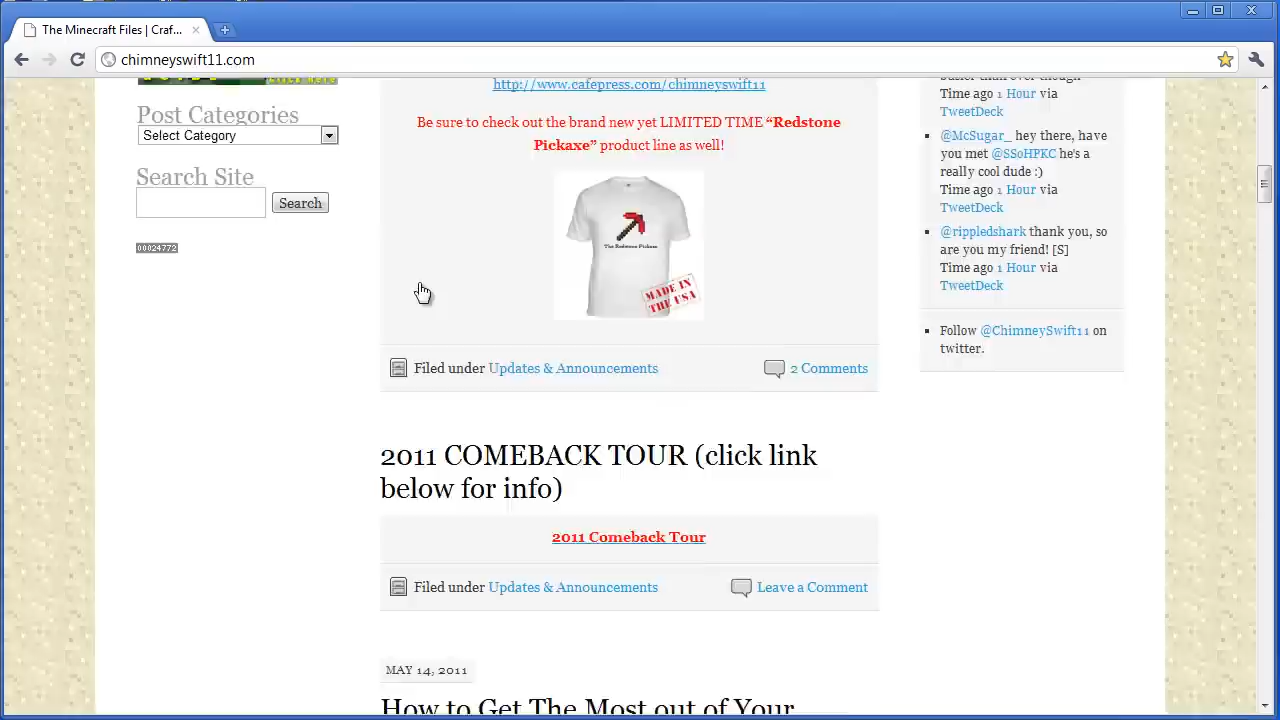 The Minecraft Files | Craf...
chimneyswift11.com
Post Categories
Select Category
Search Site
Search
00024772
http://www.cafepress.com/chimneyswift11
Be sure to check out the brand new yet LIMITED TIME “Redstone
Pickaxe” product line as well!
The Redstone Pickaxe
MADE IN
THE USA
Filed under Updates & Announcements
2 Comments
2011 COMEBACK TOUR (click link
below for info)
2011 Comeback Tour
Filed under Updates & Announcements
Leave a Comment
MAY 14, 2011
How to Get The Most out of Your
Time ago 1 Hour via
TweetDeck
@McSugar_ hey there, have
you met @SSoHPKC he's a
really cool dude :)
Time ago 1 Hour via
TweetDeck
@rippledshark thank you, so
are you my friend! [S]
Time ago 1 Hour via
TweetDeck
Follow @ChimneySwift11 on
twitter.